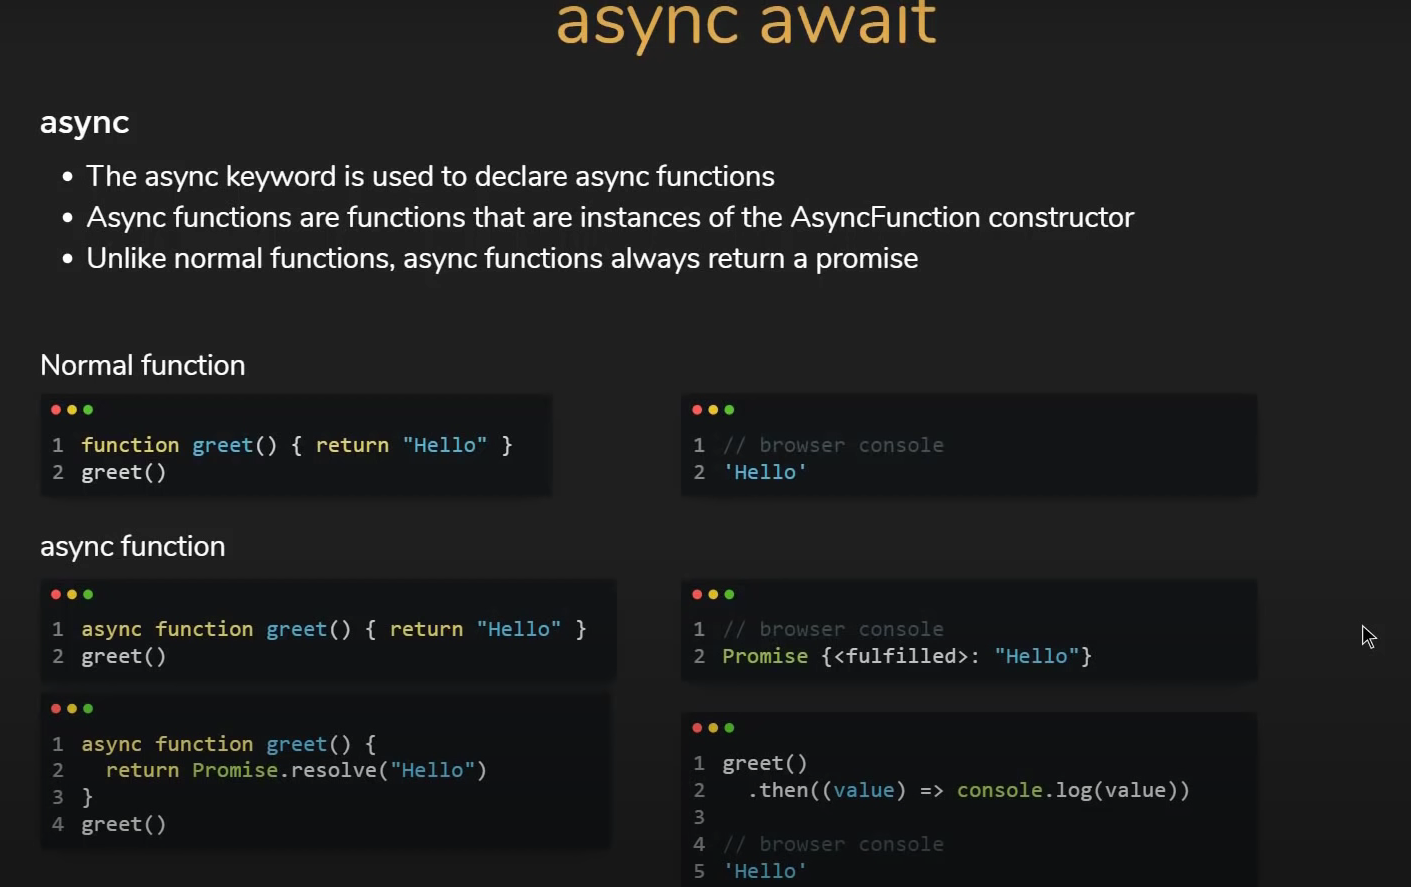 async await
async
• The async keyword is used to declare async functions
• Async functions are functions that are instances of the AsyncFunction constructor
• Unlike normal functions, async functions always return a promise
Normal function
1 function greet() { return "Hello" }
2 greet()
1 // browser console
2 'Hello'
async function
1 async function greet() { return "Hello" }
2 greet()
1 // browser console
2 Promise {<fulfilled>: "Hello"}
1 async function greet() {
2   return Promise.resolve("Hello")
3 }
4 greet()
1 greet()
2   .then((value) => console.log(value))
3
4 // browser console
5 'Hello'